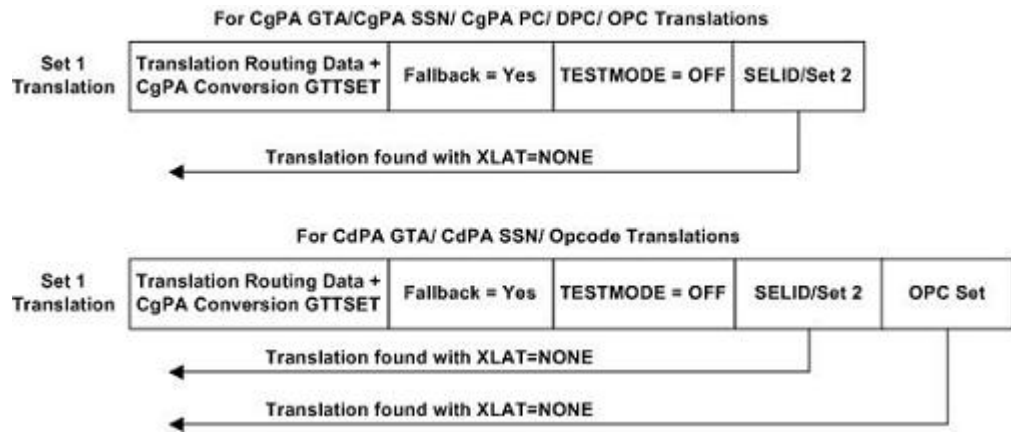 For CgPA GTA/CgPA SSN/ CgPA PC/ DPC/ OPC Translations
Set 1
Translation
Translation Routing Data +
CgPA Conversion GTTSET
Fallback = Yes
TESTMODE = OFF
SELID/Set 2
Translation found with XLAT=NONE
For CdPA GTA/ CdPA SSN/ Opcode Translations
Set 1
Translation
Translation Routing Data +
CgPA Conversion GTTSET
Fallback = Yes
TESTMODE = OFF
SELID/Set 2
OPC Set
Translation found with XLAT=NONE
Translation found with XLAT=NONE